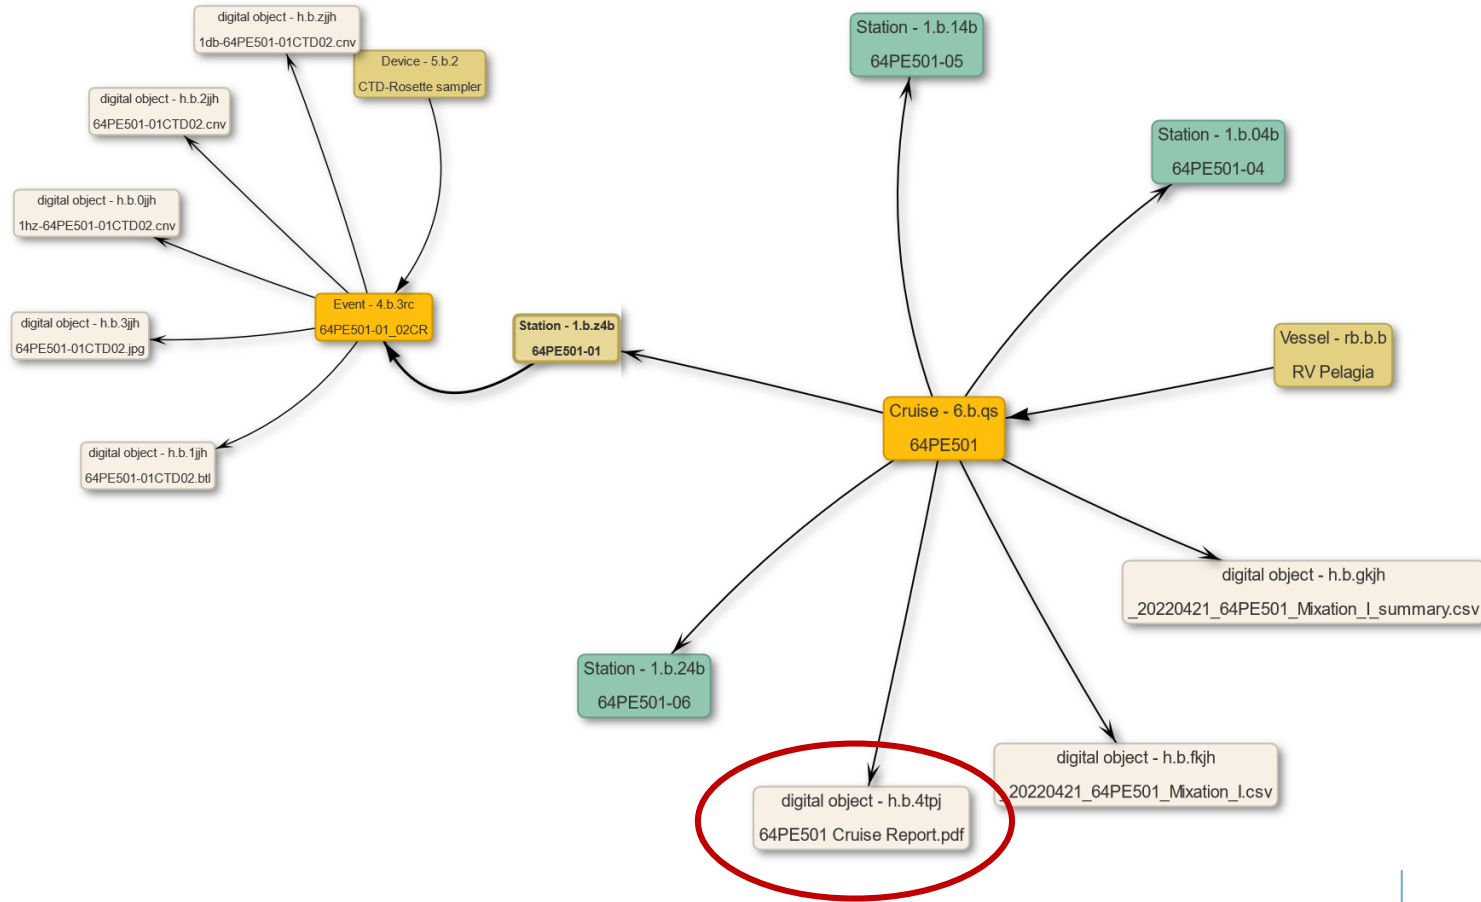 digital object - h.b.zjjh
1db-64PE501-01CTD02.cnv
Device - 5.b.2
CTD-Rosette sampler
digital object - h.b.2jjh
64PE501-01CTD02.cnv
digital object - h.b.0jjh
1hz-64PE501-01CTD02.cnv
digital object - h.b.3jjh
64PE501-01CTD02.jpg
digital object - h.b.1jjh
64PE501-01CTD02.btl
Event - 4.b.3rc
64PE501-01_02CR
Station - 1.b.z4b
64PE501-01
Station - 1.b.14b
64PE501-05
Station - 1.b.04b
64PE501-04
Vessel - rb.b.b
RV Pelagia
Cruise - 6.b.qs
64PE501
digital object - h.b.gkjh
_20220421_64PE501_Mixation_I_summary.csv
Station - 1.b.24b
64PE501-06
digital object - h.b.fkjh
_20220421_64PE501_Mixation_I.csv
digital object - h.b.4tpj
64PE501 Cruise Report.pdf